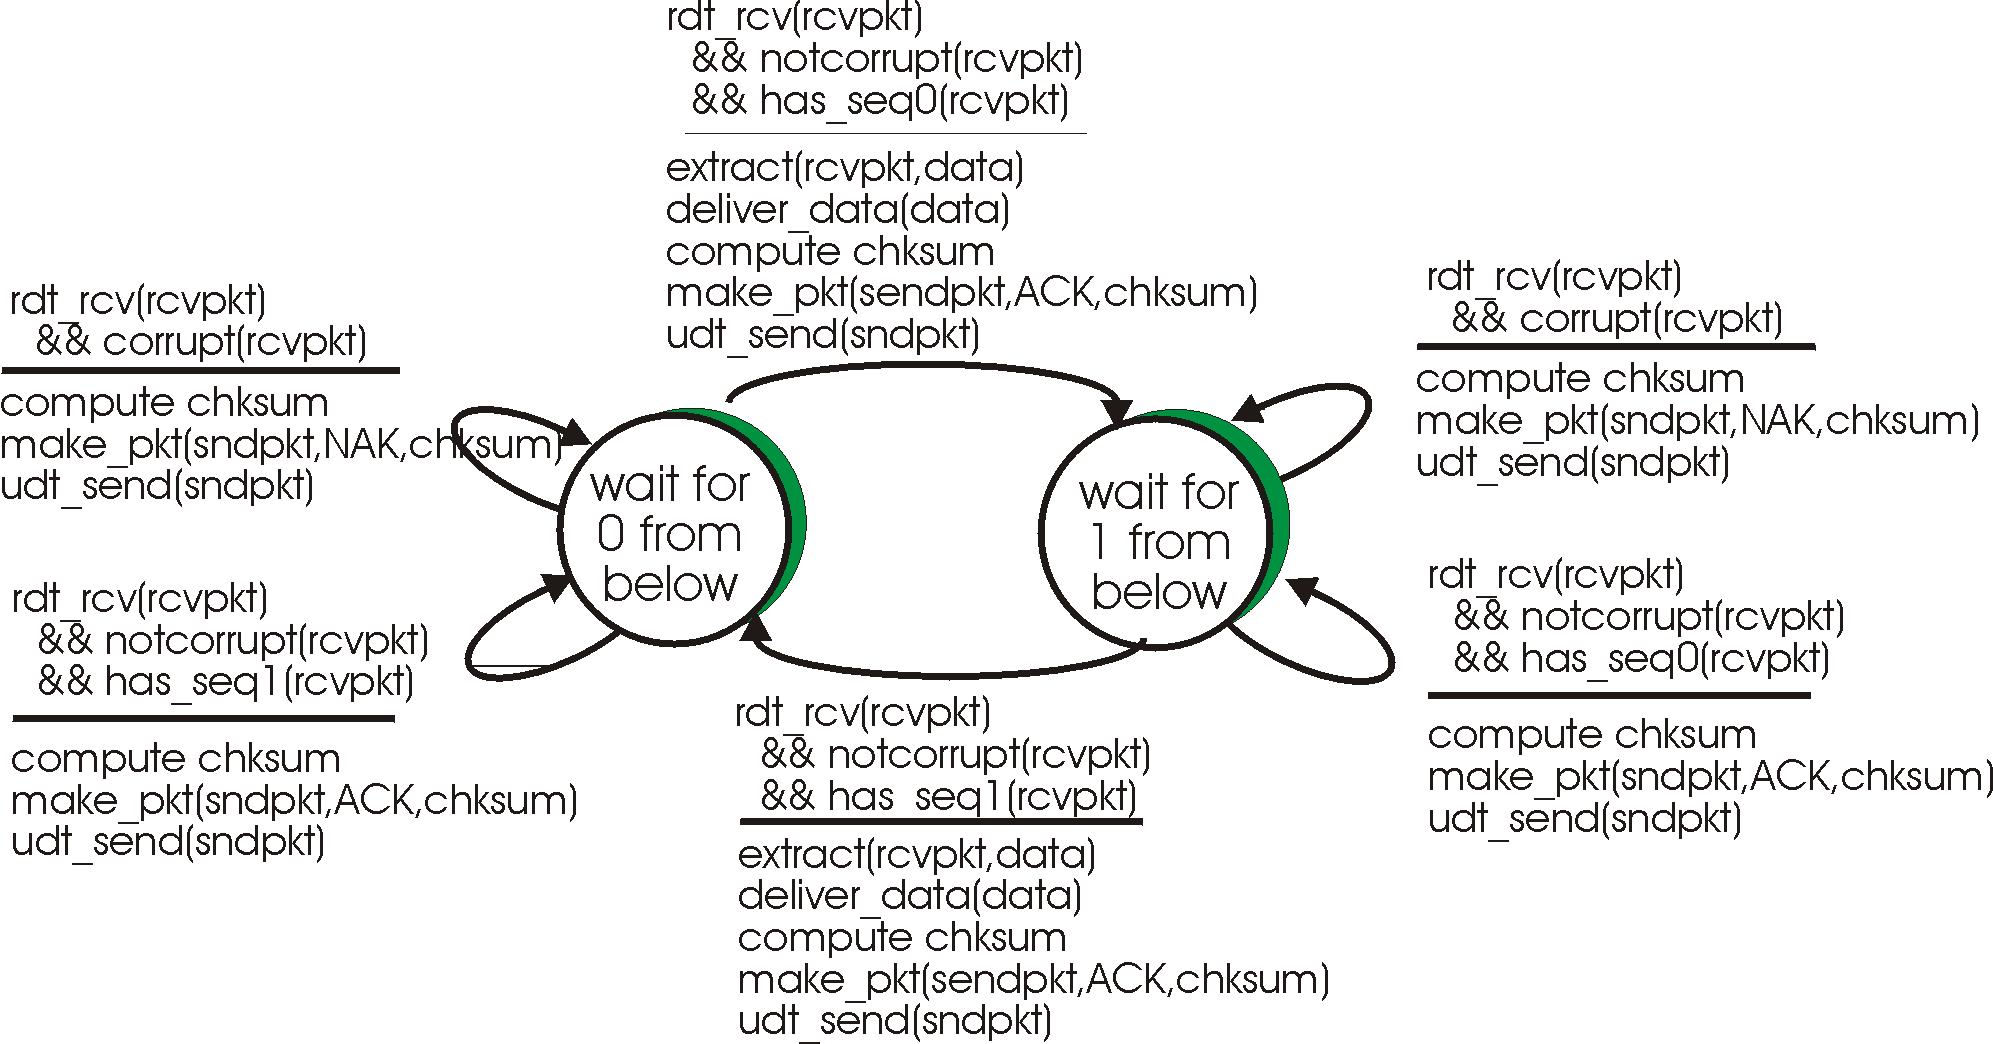 rdt_rcv(rcvpkt)
&& notcorrupt(rcvpkt)
&& has_seq0(rcvpkt)
extract(rcvpkt,data)
deliver_data(data)
compute chksum
make_pkt(sendpkt,ACK,chksum)
udt_send(sndpkt)
rdt_rcv(rcvpkt)
&& corrupt(rcvpkt)
compute chksum
make_pkt(sndpkt,NAK,chksum)
udt_send(sndpkt)
rdt_rcv(rcvpkt)
&& corrupt(rcvpkt)
compute chksum
make_pkt(sndpkt,NAK,chksum)
udt_send(sndpkt)
wait for
0 from
below
wait for
1 from
below
rdt_rcv(rcvpkt)
&& notcorrupt(rcvpkt)
&& has_seq1(rcvpkt)
compute chksum
make_pkt(sndpkt,ACK,chksum)
udt_send(sndpkt)
rdt_rcv(rcvpkt)
&& notcorrupt(rcvpkt)
&& has_seq0(rcvpkt)
compute chksum
make_pkt(sndpkt,ACK,chksum)
udt_send(sndpkt)
rdt_rcv(rcvpkt)
&& notcorrupt(rcvpkt)
&& has_seq1(rcvpkt)
extract(rcvpkt,data)
deliver_data(data)
compute chksum
make_pkt(sendpkt,ACK,chksum)
udt_send(sndpkt)